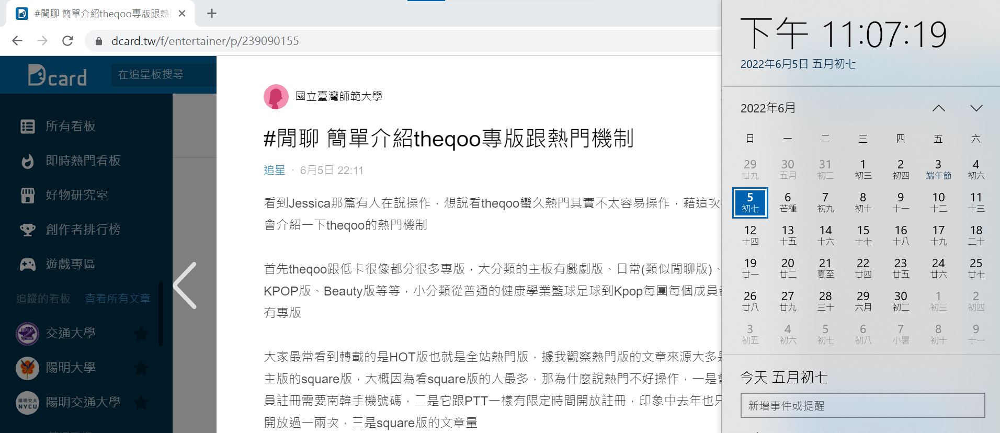 #閒聊 簡單介紹theqoo專版跟熱
dcard.tw/f/entertainer/p/239090155
Dcard
在追星板搜尋
所有看板
即時熱門看板
好物研究室
創作者排行榜
遊戲專區
追蹤的看板 查看所有文章
交通大學
陽明大學
陽明交大
NYCU
陽明交通大學
國立臺灣師範大學
#閒聊 簡單介紹theqoo專版跟熱門機制
追星 · 6月5日 22:11
看到Jessica那篇有人在說操作，想說看theqoo蠻久熱門其實不太容易操作，藉這次
會介紹一下theqoo的熱門機制
首先theqoo跟低卡很像都分很多專版，大分類的主板有戲劇版、日常(類似閒聊版)、
KPOP版、Beauty版等等，小分類從普通的健康學業籃球足球到Kpop每團每個成員
有專版
大家最常看到轉載的是HOT版也就是全站熱門版，據我觀察熱門版的文章來源大多是
主版的square版，大概因為看square版的人最多，那為什麼說熱門不好操作，一是會
員註冊需要南韓手機號碼，二是它跟PTT一樣有限定時間開放註冊，印象中去年也只
開放過一兩次，三是square版的文章量
下午 11:07:19
2022年6月5日 五月初七
2022年6月
日 一 二 三 四 五 六
29 30 31 1 2 3 4
廿九 五月 初二 初三 初四 端午節 初六
5 6 7 8 9 10 11
初七 芒種 初九 初十 十一 十二 十三
12 13 14 15 16 17 18
十四 十五 十六 十七 十八 十九 二十
19 20 21 22 23 24 25
廿一 廿二 夏至 廿四 廿五 廿六 廿七
26 27 28 29 30 1 2
廿八 廿九 三十 六月 初二 初三 初四
3 4 5 6 7 8 9
初五 初六 初七 初八 小暑 初十 十一
今天 五月初七
新增事件或提醒